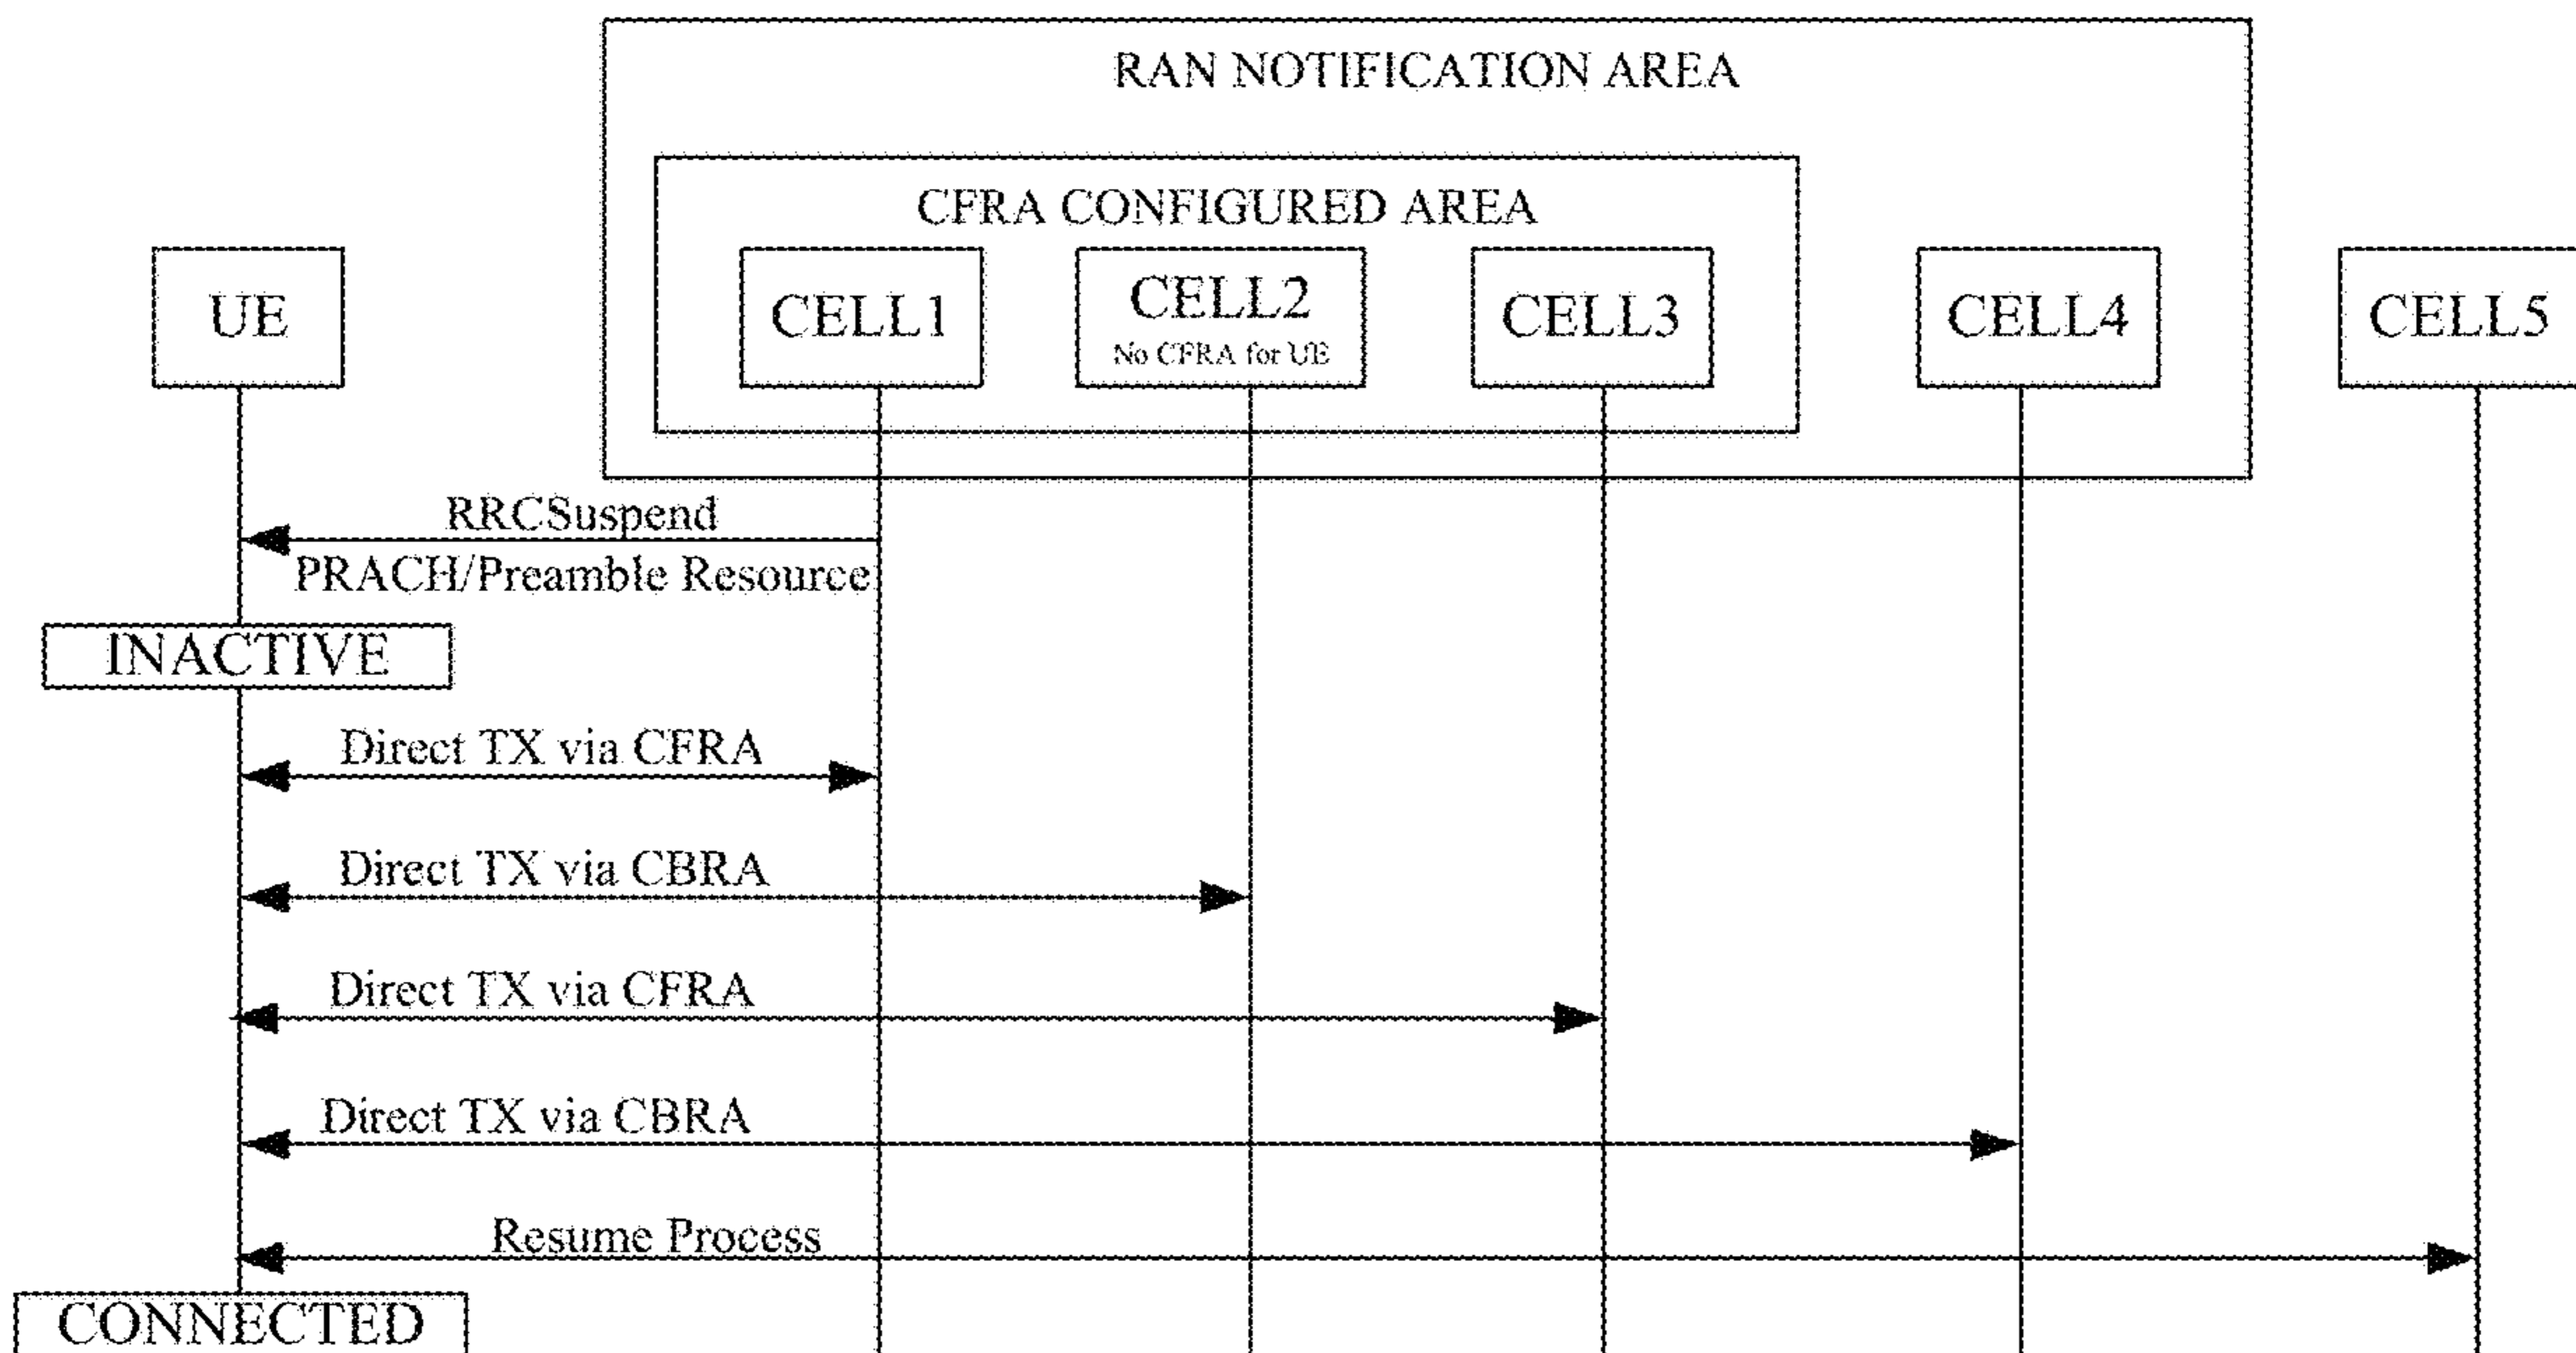 RAN NOTIFICATION AREA
CFRA CONFIGURED AREA
UE
CELL1
CELL2
No CFRA for UE
CELL3
CELL4
CELL5
RRCSuspend
PRACH/Preamble Resource
INACTIVE
Direct TX via CFRA
Direct TX via CBRA
Direct TX via CFRA
Direct TX via CBRA
Resume Process
CONNECTED